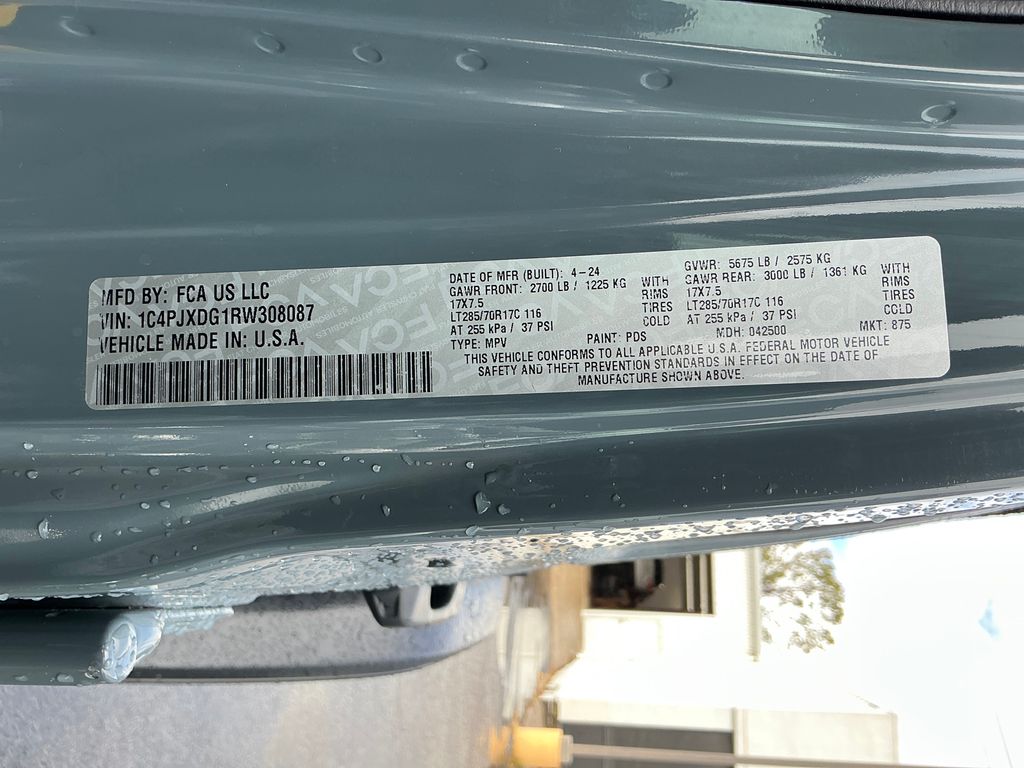 MFD BY: FCA US LLC
VIN: 1C4PJXDG1RW308087
VEHICLE MADE IN: U.S.A.
DATE OF MFR (BUILT): 4-24
GAWR FRONT: 2700 LB / 1225 KG WITH
17X7.5 RIMS
LT285/70R17C 116 TIRES
AT 255 kPa / 37 PSI COLD
TYPE: MPV PAINT: PDS
GVWR: 5675 LB / 2575 KG
GAWR REAR: 3000 LB / 1361 KG WITH
17X7.5 RIMS
LT285/70R17C 116 TIRES
AT 255 kPa / 37 PSI COLD
MDH: 042500 MKT: 875
THIS VEHICLE CONFORMS TO ALL APPLICABLE U.S.A. FEDERAL MOTOR VEHICLE
SAFETY AND THEFT PREVENTION STANDARDS IN EFFECT ON THE DATE OF
MANUFACTURE SHOWN ABOVE.